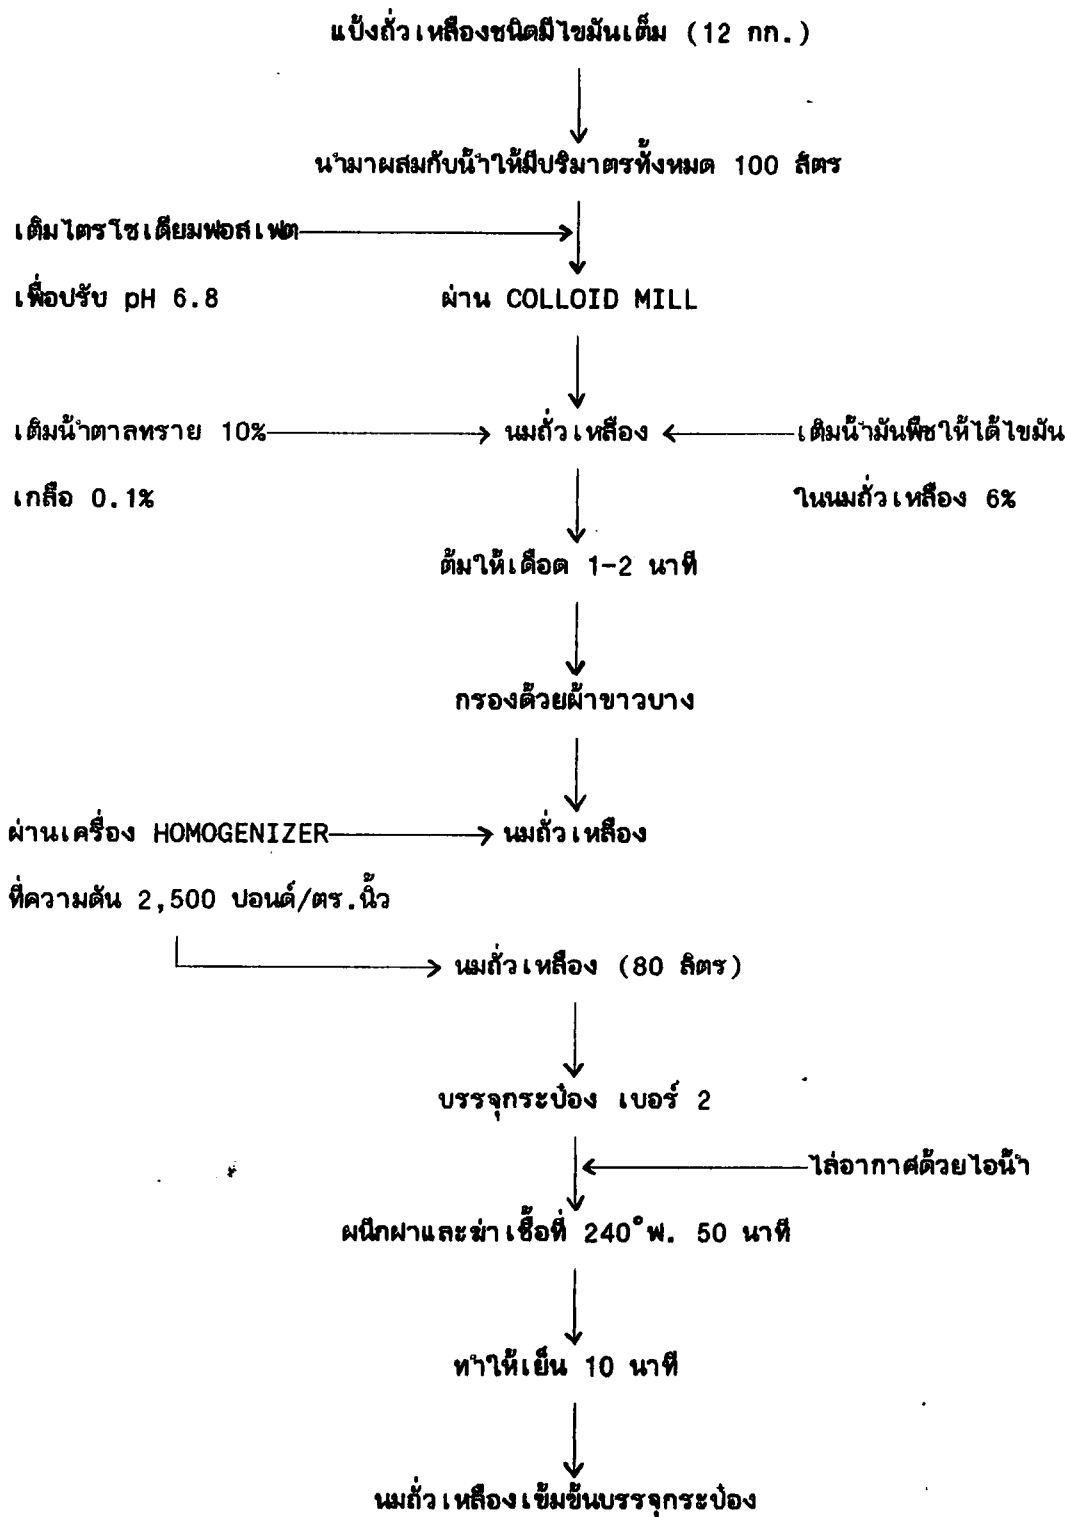 แป้งถั่วเหลืองชนิดมีไขมันเต็ม (12 กก.)
นำมาผสมกับน้ำให้มีปริมาตรทั้งหมด 100 ลิตร
เติมไตรโซเดียมฟอสเฟต
เพื่อปรับ pH 6.8
ผ่าน COLLOID MILL
เติมน้ำตาลทราย 10%
เกลือ 0.1%
นมถั่วเหลือง
เติมน้ำมันพืชให้ได้ไขมัน
ในนมถั่วเหลือง 6%
ต้มให้เดือด 1-2 นาที
กรองด้วยผ้าขาวบาง
ผ่านเครื่อง HOMOGENIZER
ที่ความดัน 2,500 ปอนด์/ตร.นิ้ว
นมถั่วเหลือง
นมถั่วเหลือง (80 ลิตร)
บรรจุกระป๋อง เบอร์ 2
ไล่อากาศด้วยไอน้ำ
ผนึกฝาและฆ่าเชื้อที่ 240°ฟ. 50 นาที
ทำให้เย็น 10 นาที
นมถั่วเหลืองเข้มข้นบรรจุกระป๋อง